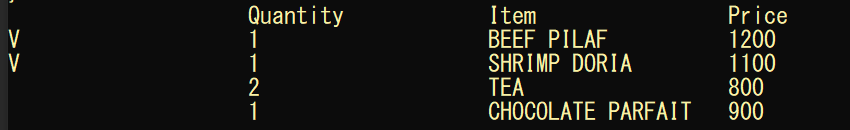 Quantity Item Price
V 1 BEEF PILAF 1200
V 1 SHRIMP DORIA 1100
2 TEA 800
1 CHOCOLATE PARFAIT 900